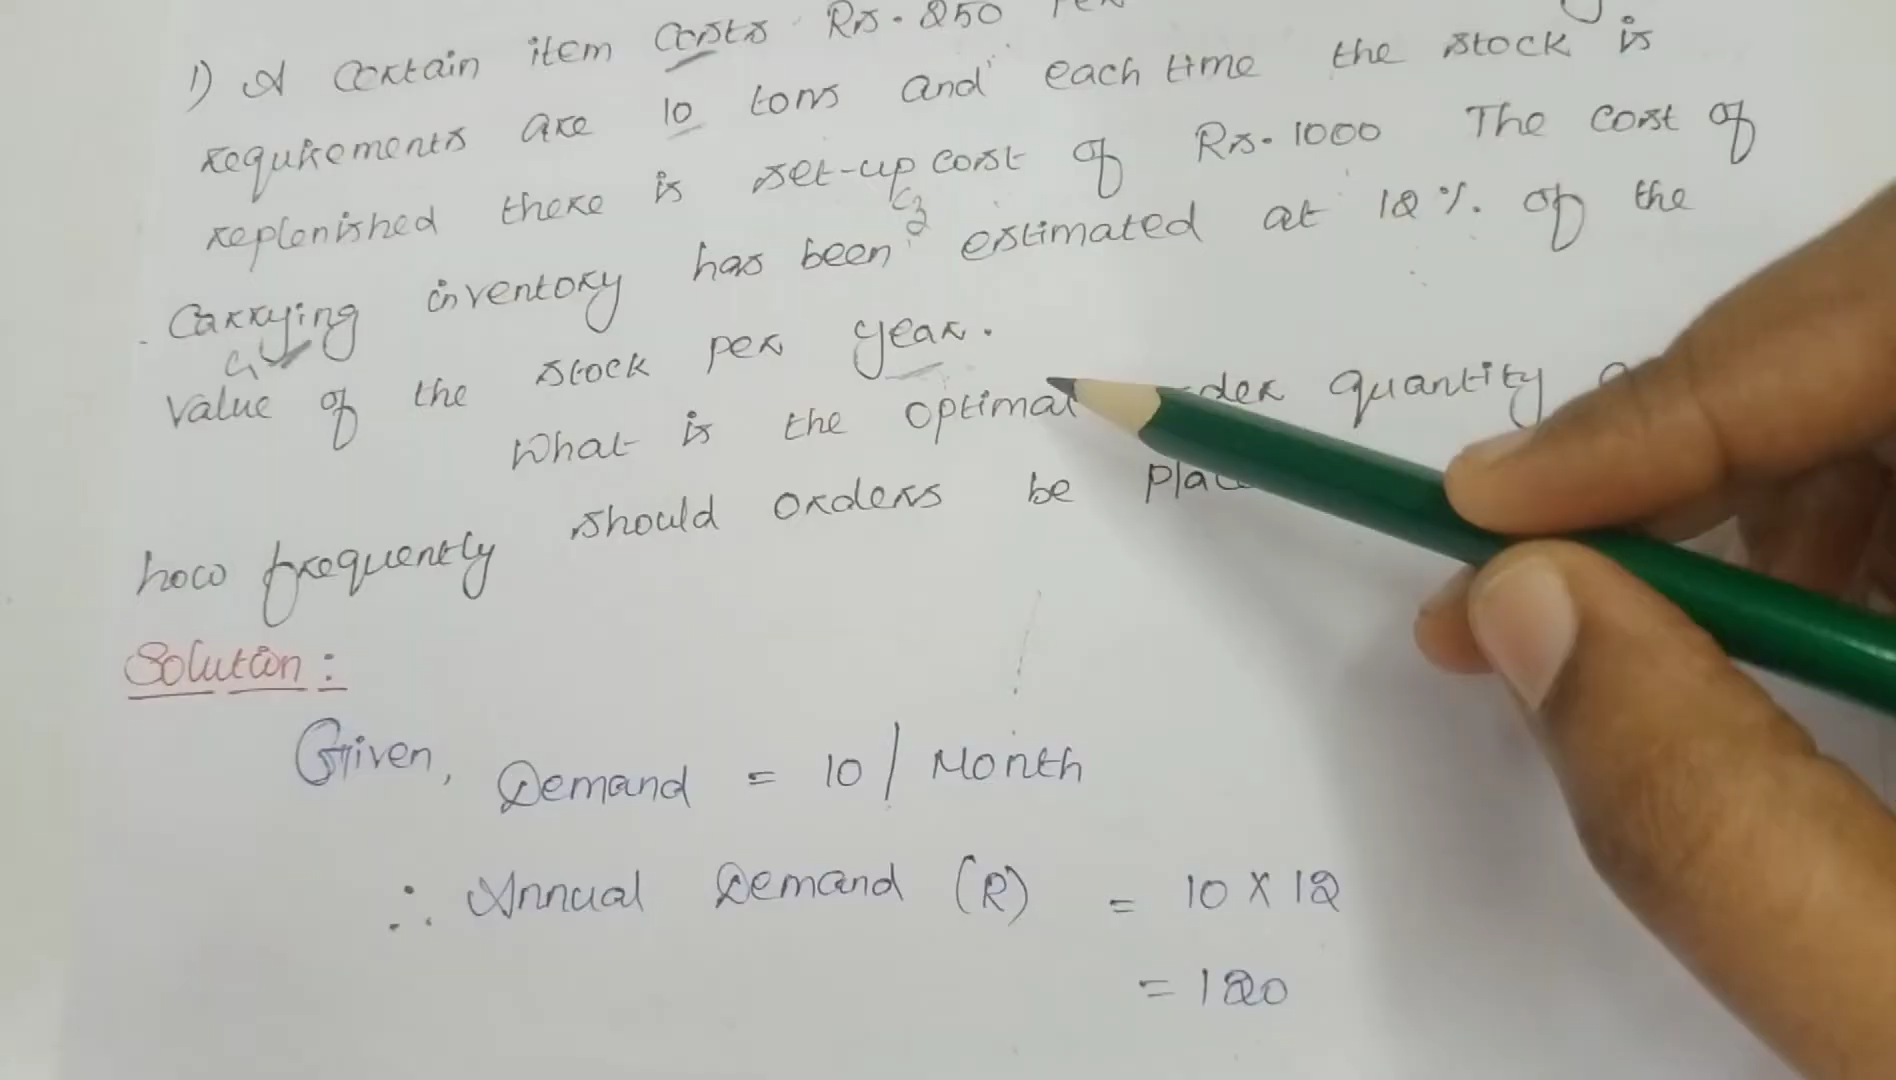 1) A certain item costs Rs. 250
requirements are 10 tons and each time the stock is
replenished there is set-up cost of Rs. 1000 The cost of
C3
Carrying inventory has been estimated at 12 %. of the
C1
value of the stock per year.
What is the optimal quantity
how frequently should orders be
Solution :
Given, Demand = 10 / Month
∴ Annual Demand (R) = 10 X 12
= 120